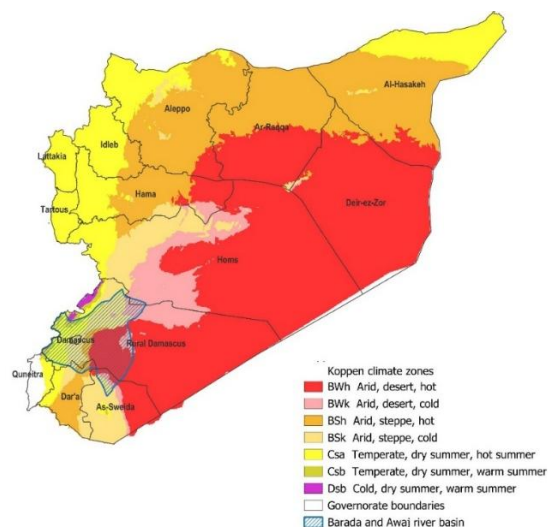 Al-Hasakeh
Aleppo
Ar-Raqqa
Idleb
Lattakia
Hama
Deir-ez-Zor
Tartous
Homs
Damascus
Rural Damascus
Quneitra
Dar'a
As-Sweida
Koppen climate zones
BWh Arid, desert, hot
BWk Arid, desert, cold
BSh Arid, steppe, hot
BSk Arid, steppe, cold
Csa Temperate, dry summer, hot summer
Csb Temperate, dry summer, warm summer
Dsb Cold, dry summer, warm summer
Governorate boundaries
Barada and Awaj river basin